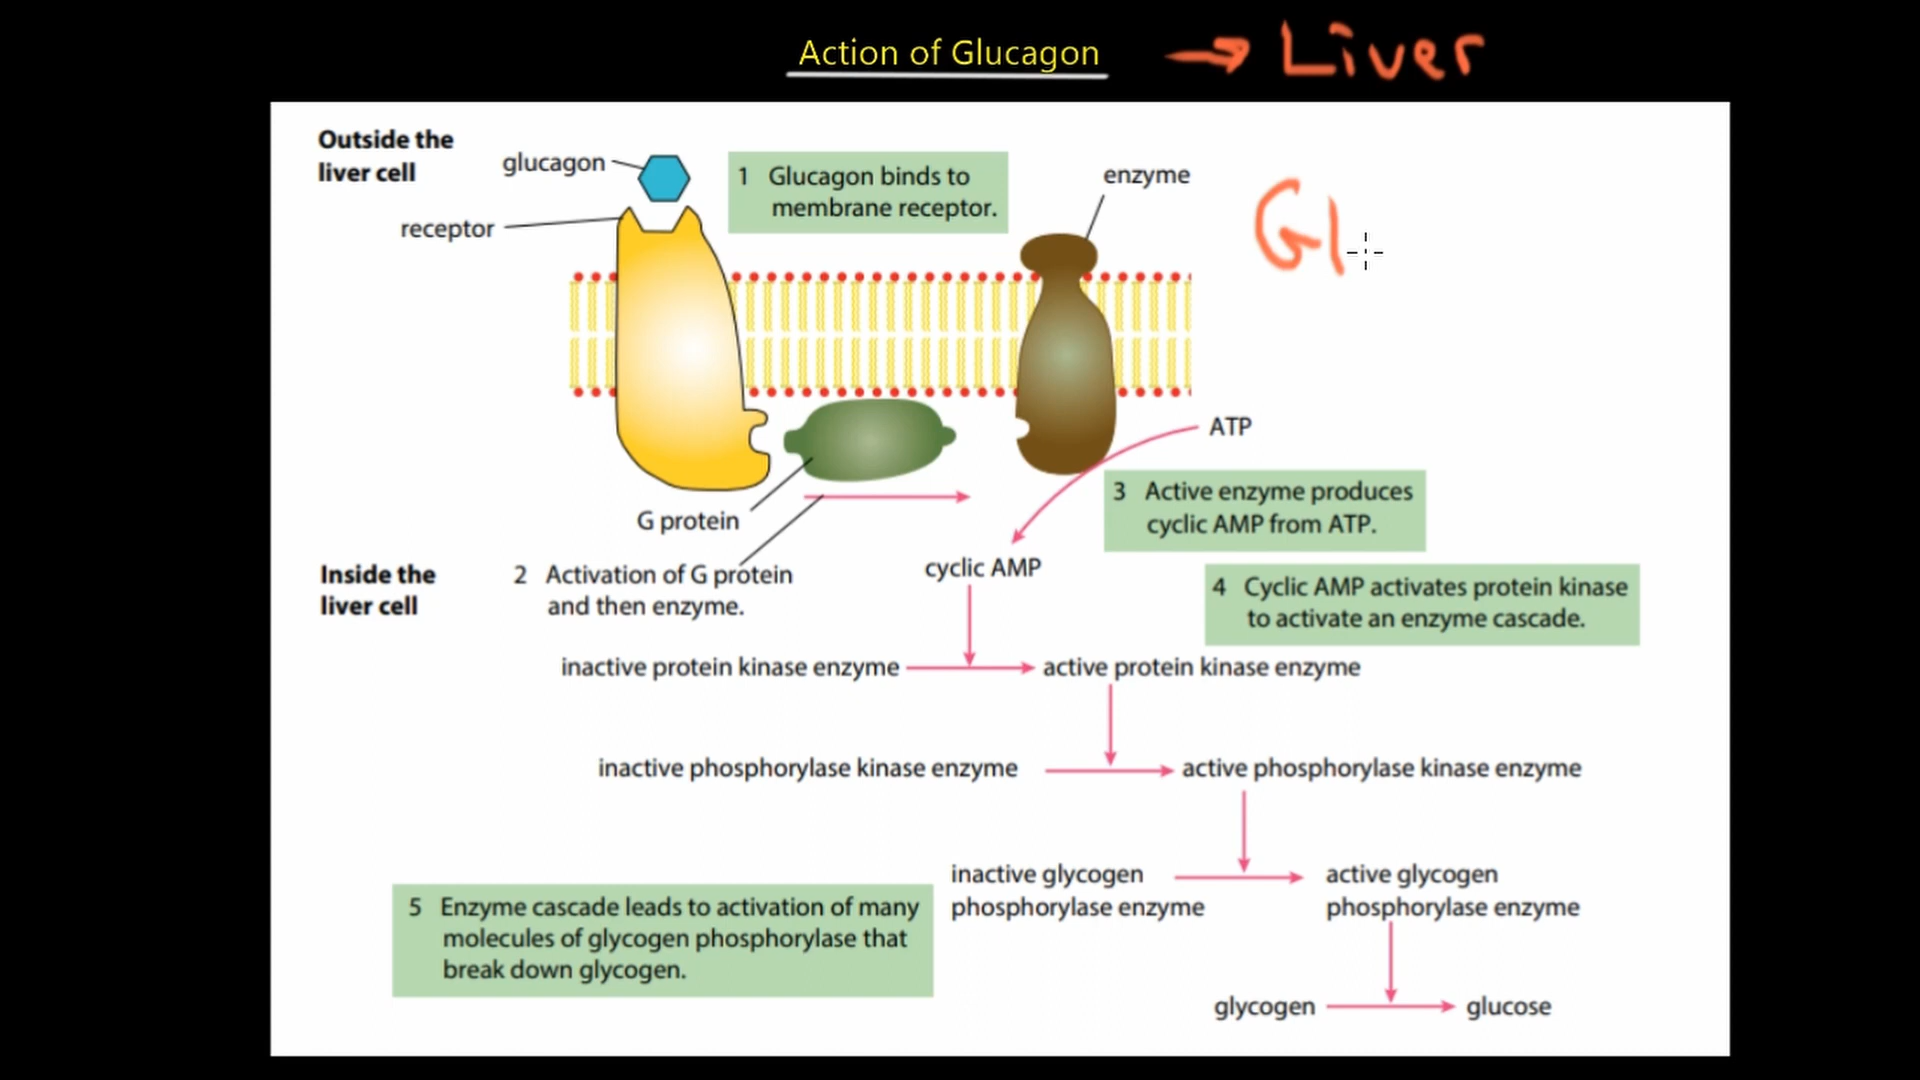 Action of Glucagon → Liver
Outside the
liver cell
glucagon
receptor
1 Glucagon binds to
membrane receptor.
enzyme
Gl
ATP
G protein
3 Active enzyme produces
cyclic AMP from ATP.
Inside the
liver cell
2 Activation of G protein
and then enzyme.
cyclic AMP
4 Cyclic AMP activates protein kinase
to activate an enzyme cascade.
inactive protein kinase enzyme
active protein kinase enzyme
inactive phosphorylase kinase enzyme
active phosphorylase kinase enzyme
inactive glycogen
phosphorylase enzyme
active glycogen
phosphorylase enzyme
5 Enzyme cascade leads to activation of many
molecules of glycogen phosphorylase that
break down glycogen.
glycogen
glucose